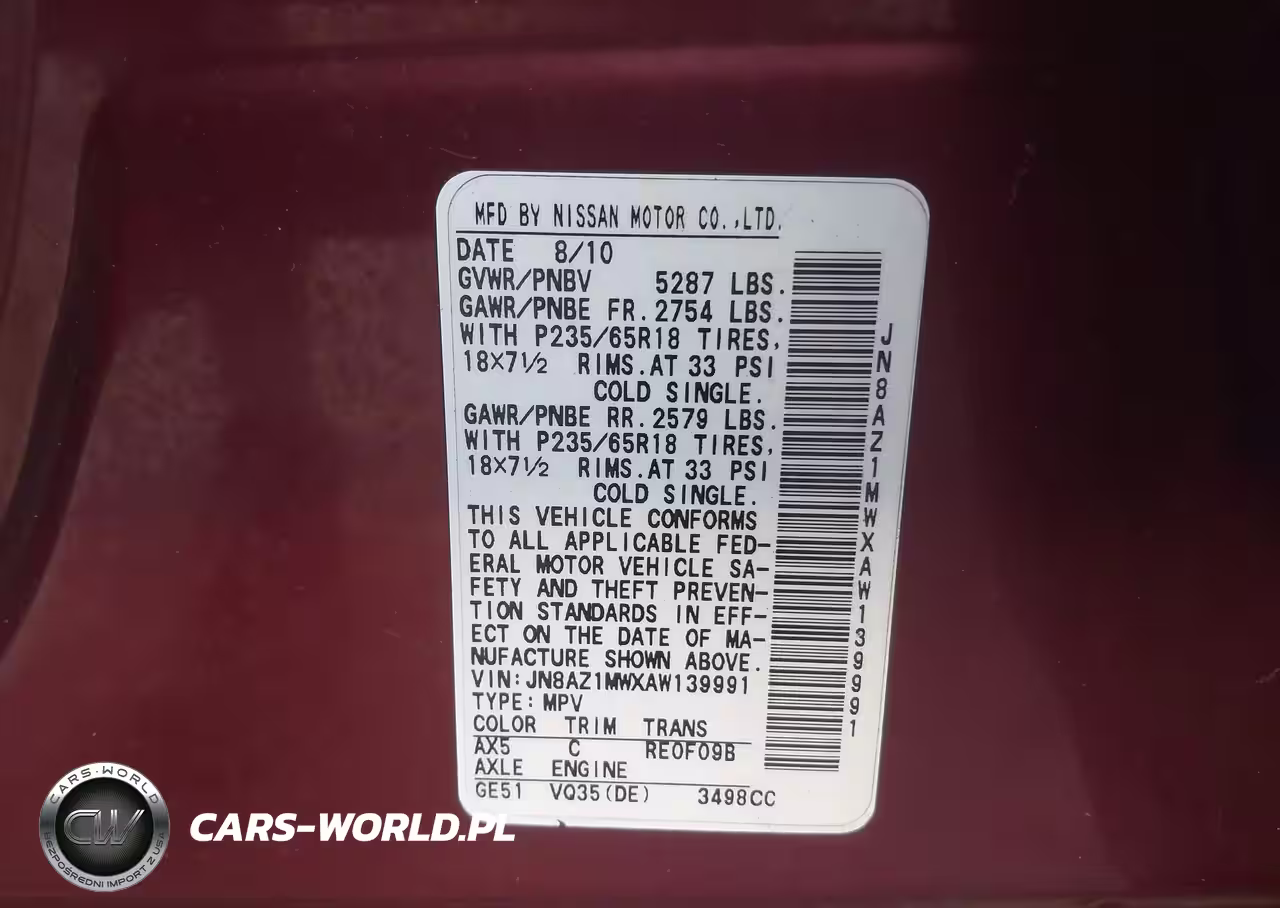 MFD BY NISSAN MOTOR CO.,LTD.
DATE 8/10
GVWR/PNBV 5287 LBS.
GAWR/PNBE FR.2754 LBS.
WITH P235/65R18 TIRES,
18×7½ RIMS.AT 33 PSI
COLD SINGLE.
GAWR/PNBE RR.2579 LBS.
WITH P235/65R18 TIRES,
18×7½ RIMS.AT 33 PSI
COLD SINGLE.
THIS VEHICLE CONFORMS
TO ALL APPLICABLE FED-
ERAL MOTOR VEHICLE SA-
FETY AND THEFT PREVEN-
TION STANDARDS IN EFF-
ECT ON THE DATE OF MA-
NUFACTURE SHOWN ABOVE.
VIN:JN8AZ1MWXAW139991
TYPE:MPV
COLOR TRIM TRANS
AX5 C RE0F09B
AXLE ENGINE
GE51 VQ35(DE) 3498CC
JN8AZ1MWXAW139991
CARS-WORLD
CW
BEZPOŚREDNI IMPORT Z USA
CARS-WORLD.PL